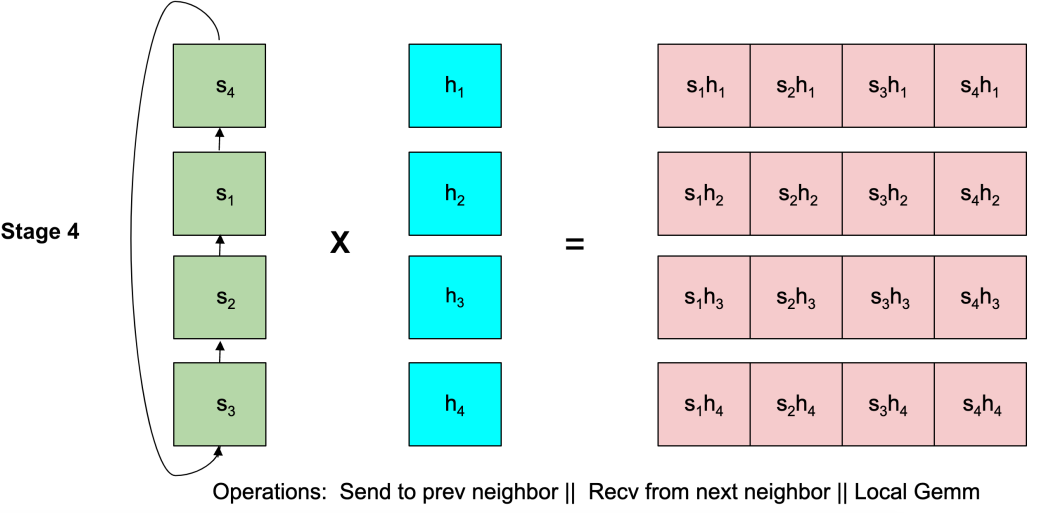 s₄ h₁ s₁h₁ s₂h₁ s₃h₁ s₄h₁
s₁ h₂ s₁h₂ s₂h₂ s₃h₂ s₄h₂
Stage 4 X =
s₂ h₃ s₁h₃ s₂h₃ s₃h₃ s₄h₃
s₃ h₄ s₁h₄ s₂h₄ s₃h₄ s₄h₄
Operations: Send to prev neighbor || Recv from next neighbor || Local Gemm